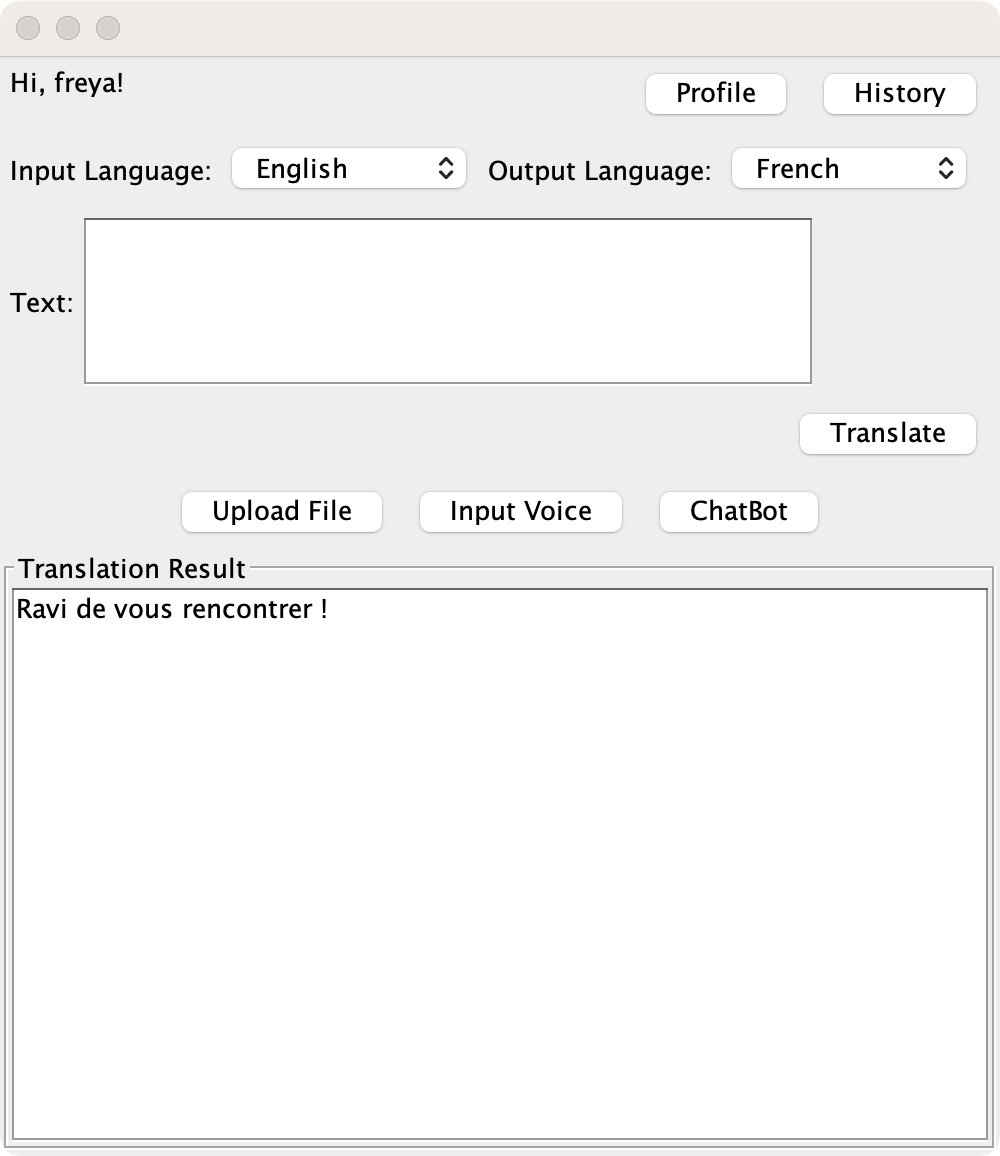 Hi, freya!
Profile
History
Input Language:
English
Output Language:
French
Text:
Translate
Upload File
Input Voice
ChatBot
Translation Result
Ravi de vous rencontrer !